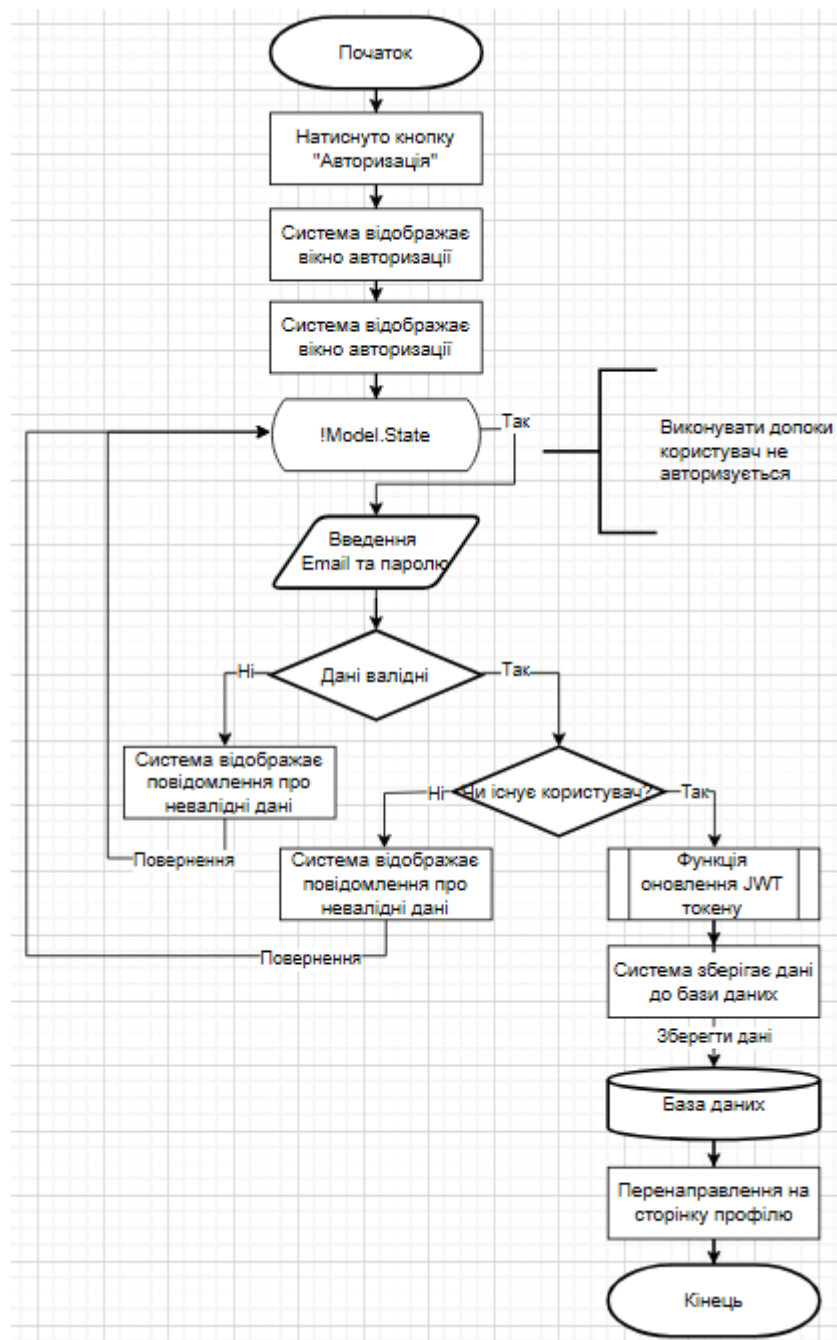 Початок
Натиснуто кнопку
"Авторизація"
Система відображає
вікно авторизації
Система відображає
вікно авторизації
!Model.State
Так
Виконувати допоки
користувач не
авторизується
Введення
Email та паролю
Ні
Дані валідні
Так
Система відображає
повідомлення про
невалідні дані
Ні
Чи існує користувач?
Так
Повернення
Система відображає
повідомлення про
невалідні дані
Функція
оновлення JWT
токену
Повернення
Система зберігає дані
до бази даних
Зберегти дані
База даних
Перенаправлення на
сторінку профілю
Кінець